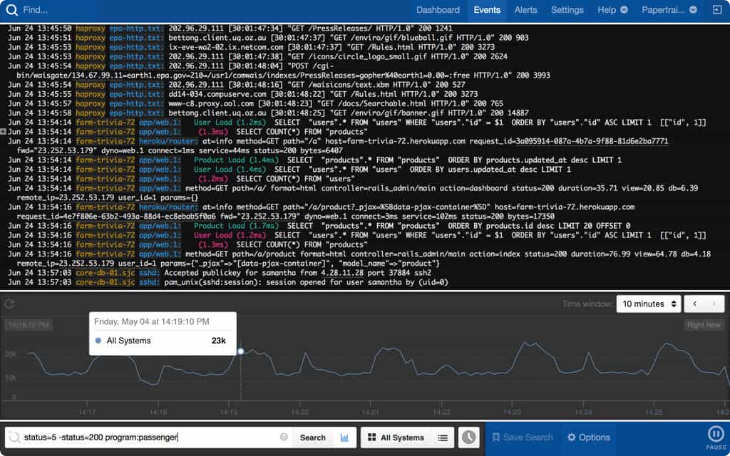 Find...
Dashboard Events Alerts Settings Help Papertrai...
Jun 24 13:45:50 haproxy epa-http.txt: 202.96.29.111 [30:01:47:34] "GET /PressReleases/ HTTP/1.0" 200 1241
Jun 24 13:45:51 haproxy epa-http.txt: bettong.client.uq.oz.au [30:01:47:37] "GET /enviro/gif/blueball.gif HTTP/1.0" 200 903
Jun 24 13:45:51 haproxy epa-http.txt: ix-eve-wa2-02.ix.netcom.com [30:01:47:37] "GET /Rules.html HTTP/1.0" 200 3273
Jun 24 13:45:51 haproxy epa-http.txt: bettong.client.uq.oz.au [30:01:47:38] "GET /icons/circle_logo_small.gif HTTP/1.0" 200 2624
Jun 24 13:45:54 haproxy epa-http.txt: 202.96.29.111 [30:01:48:04] "POST /cgi-
bin/waisgate/134.67.99.11=earth1.epa.gov=210=/usr1/comwais/indexes/PressReleases=gopher%40earth1=0.00=:free HTTP/1.0" 200 3993
Jun 24 13:45:54 haproxy epa-http.txt: 202.96.29.111 [30:01:48:16] "GET /waisicons/text.xbm HTTP/1.0" 200 527
Jun 24 13:45:55 haproxy epa-http.txt: dd14-034.compuserve.com [30:01:48:22] "GET /Rules.html HTTP/1.0" 200 3273
Jun 24 13:45:57 haproxy epa-http.txt: www-c8.proxy.aol.com [30:01:48:23] "GET /docs/Searchable.html HTTP/1.0" 200 765
Jun 24 13:45:58 haproxy epa-http.txt: bettong.client.uq.oz.au [30:01:48:24] "GET /enviro/gif/banner.gif HTTP/1.0" 200 14887
Jun 24 13:54:14 farm-trivia-72 app/web.1: User Load (1.2ms) SELECT "users".* FROM "users" WHERE "users"."id" = $1 ORDER BY "users"."id" ASC LIMIT 1 [["id", 1]]
Jun 24 13:54:14 farm-trivia-72 app/web.1: (1.3ms) SELECT COUNT(*) FROM "products"
Jun 24 13:54:14 farm-trivia-72 heroku/router: at=info method=GET path="/a" host=farm-trivia-72.herokuapp.com request_id=3a095914-087a-4b7a-9f88-81d6e2ba7771
fwd="23.252.53.179" dyno=web.1 connect=1ms service=44ms status=200 bytes=6407
Jun 24 13:54:14 farm-trivia-72 app/web.1: Product Load (1.4ms) SELECT "products".* FROM "products" ORDER BY products.updated_at desc LIMIT 1
Jun 24 13:54:14 farm-trivia-72 app/web.1: User Load (1.2ms) SELECT "users".* FROM "users" ORDER BY users.updated_at desc LIMIT 1
Jun 24 13:54:14 farm-trivia-72 app/web.1: method=GET path=/a/ format=html controller=rails_admin/main action=dashboard status=200 duration=35.71 view=20.85 db=6.39
remote_ip=23.252.53.179 user_id=1 params={}
Jun 24 13:54:16 farm-trivia-72 heroku/router: at=info method=GET path="/a/product?_pjax=%5Bdata-pjax-container%5D" host=farm-trivia-72.herokuapp.com
request_id=4e7f806e-63b2-493a-88d4-ec8ebab5f0a6 fwd="23.252.53.179" dyno=web.1 connect=3ms service=102ms status=200 bytes=17350
Jun 24 13:54:16 farm-trivia-72 app/web.1: Product Load (1.7ms) SELECT "products".* FROM "products" ORDER BY products.id desc LIMIT 20 OFFSET 0
Jun 24 13:54:16 farm-trivia-72 app/web.1: User Load (1.2ms) SELECT "users".* FROM "users" WHERE "users"."id" = $1 ORDER BY "users"."id" ASC LIMIT 1 [["id", 1]]
Jun 24 13:54:16 farm-trivia-72 app/web.1: (1.3ms) SELECT COUNT(*) FROM "products"
Jun 24 13:54:16 farm-trivia-72 app/web.1: method=GET path=/a/product format=html controller=rails_admin/main action=index status=200 duration=76.99 view=64.78 db=4.18
remote_ip=23.252.53.179 user_id=1 params={"_pjax"=>"[data-pjax-container]", "model_name"=>"product"}
Jun 24 13:57:03 core-db-01.sjc sshd: Accepted publickey for samantha from 4.28.11.28 port 37884 ssh2
Jun 24 13:57:03 core-db-01.sjc sshd: pam_unix(sshd:session): session opened for user samantha by (uid=0)
Time window: 10 minutes
14:19:10 PM
Friday, May 04 at 14:19:10 PM
All Systems 23k
Right Now
20k
10k
0
14:17 14:18 14:19 14:20 14:21 14:22 14:23 14:24 14:25 14:26
status=5 -status=200 program:passenger
Search
All Systems
Save Search
Options
PAUSE